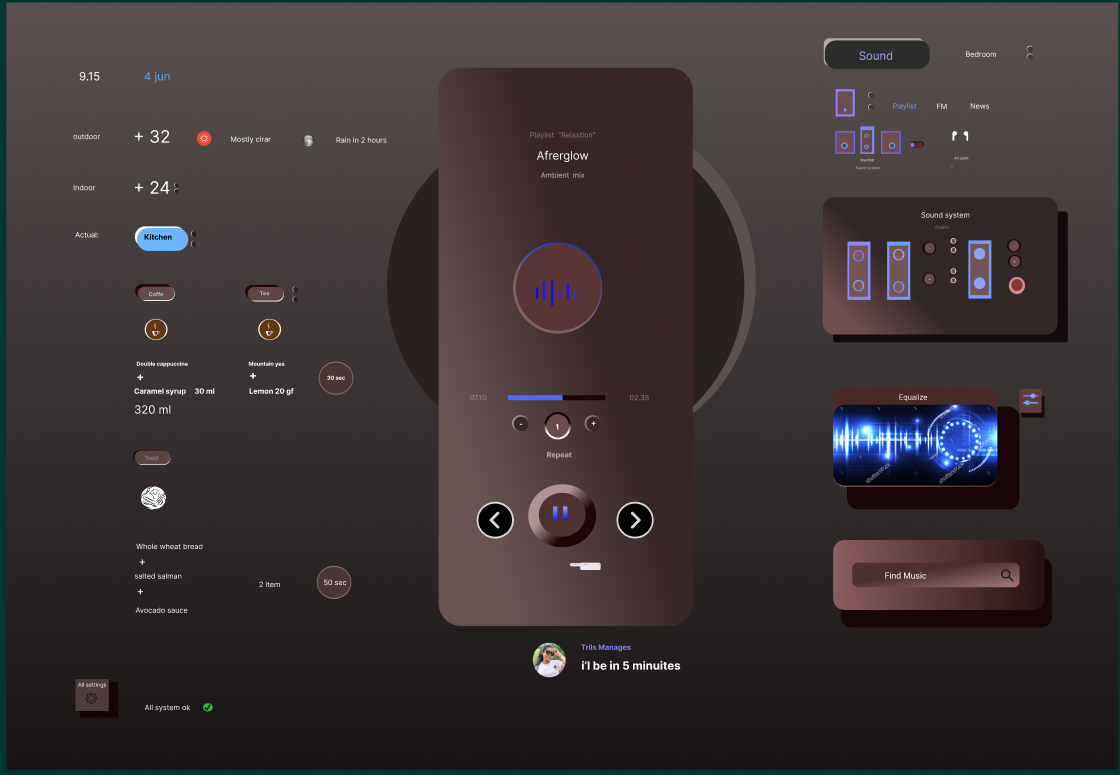 9.15
4 jun
outdoor
+ 32
Mostly clrar
Rain in 2 hours
Indoor
+ 24
Actual:
Kitchen
Coffe
Tea
Double cappuccine
+
Caramel syrup 30 ml
320 ml
Mountain yea
+
Lemon 20 gf
30 sec
Toast
Whole wheat bread
+
salted salman
+
Avocado sauce
2 item
50 sec
All settings
All system ok
Playlist "Relaxtion"
Afrerglow
Ambient mix
07.10
02.35
-
1
+
Repeat
Trils Manages
i'l be in 5 minuites
Sound
Bedroom
Playlist
FM
News
Sound system
Air pods
Sound system
Equalize
shutterstock
shutterstock
Find Music